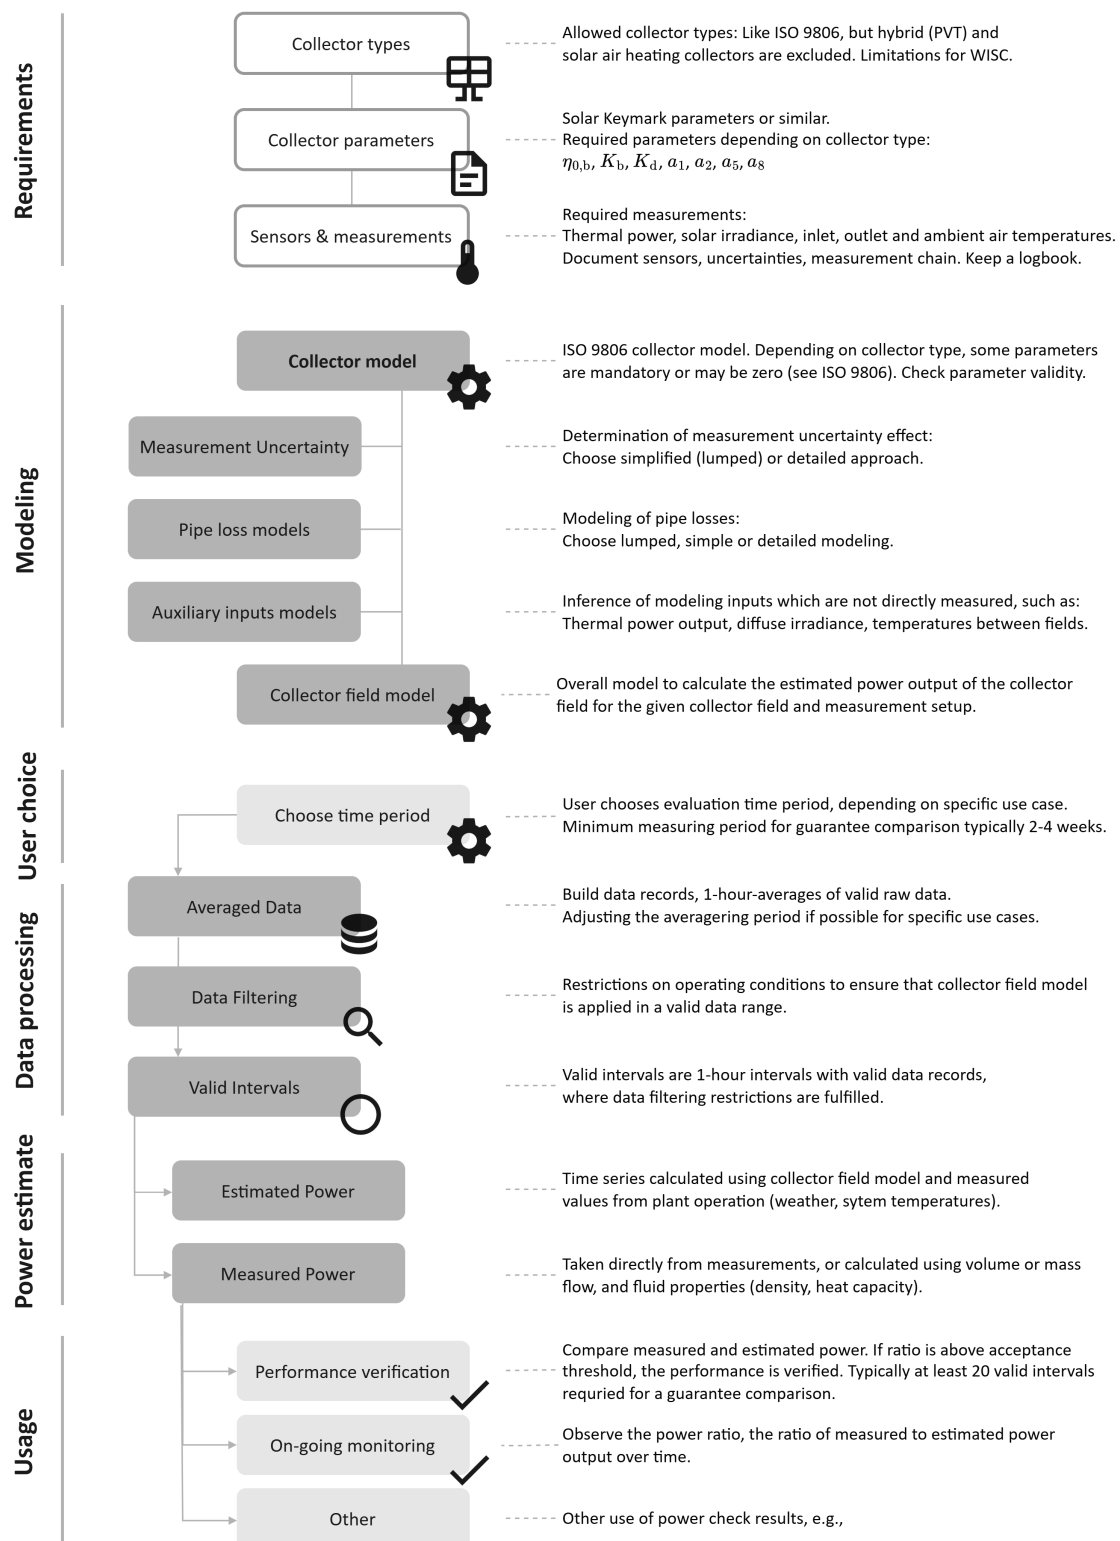 Requirements
Collector types
Allowed collector types: Like ISO 9806, but hybrid (PVT) and
solar air heating collectors are excluded. Limitations for WISC.
Collector parameters
Solar Keymark parameters or similar.
Required parameters depending on collector type:
η0,b, Kb, Kd, a1, a2, a5, a8
Sensors & measurements
Required measurements:
Thermal power, solar irradiance, inlet, outlet and ambient air temperatures.
Document sensors, uncertainties, measurement chain. Keep a logbook.
Modeling
Collector model
ISO 9806 collector model. Depending on collector type, some parameters
are mandatory or may be zero (see ISO 9806). Check parameter validity.
Measurement Uncertainty
Determination of measurement uncertainty effect:
Choose simplified (lumped) or detailed approach.
Pipe loss models
Modeling of pipe losses:
Choose lumped, simple or detailed modeling.
Auxiliary inputs models
Inference of modeling inputs which are not directly measured, such as:
Thermal power output, diffuse irradiance, temperatures between fields.
Collector field model
Overall model to calculate the estimated power output of the collector
field for the given collector field and measurement setup.
User choice
Choose time period
User chooses evaluation time period, depending on specific use case.
Minimum measuring period for guarantee comparison typically 2-4 weeks.
Data processing
Averaged Data
Build data records, 1-hour-averages of valid raw data.
Adjusting the averagering period if possible for specific use cases.
Data Filtering
Restrictions on operating conditions to ensure that collector field model
is applied in a valid data range.
Valid Intervals
Valid intervals are 1-hour intervals with valid data records,
where data filtering restrictions are fulfilled.
Power estimate
Estimated Power
Time series calculated using collector field model and measured
values from plant operation (weather, sytem temperatures).
Measured Power
Taken directly from measurements, or calculated using volume or mass
flow, and fluid properties (density, heat capacity).
Usage
Performance verification
Compare measured and estimated power. If ratio is above acceptance
threshold, the performance is verified. Typically at least 20 valid intervals
requried for a guarantee comparison.
On-going monitoring
Observe the power ratio, the ratio of measured to estimated power
output over time.
Other
Other use of power check results, e.g.,